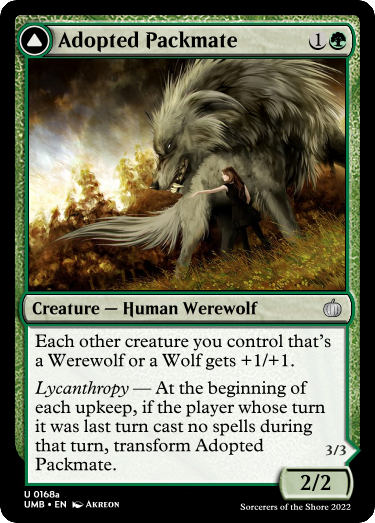 Adopted Packmate 1
Creature — Human Werewolf
Each other creature you control that's
a Werewolf or a Wolf gets +1/+1.
Lycanthropy — At the beginning of
each upkeep, if the player whose turn
it was last turn cast no spells during
that turn, transform Adopted
Packmate.
3/3
2/2
U 0168a
UMB • EN Akreon
Sorcerers of the Shore 2022